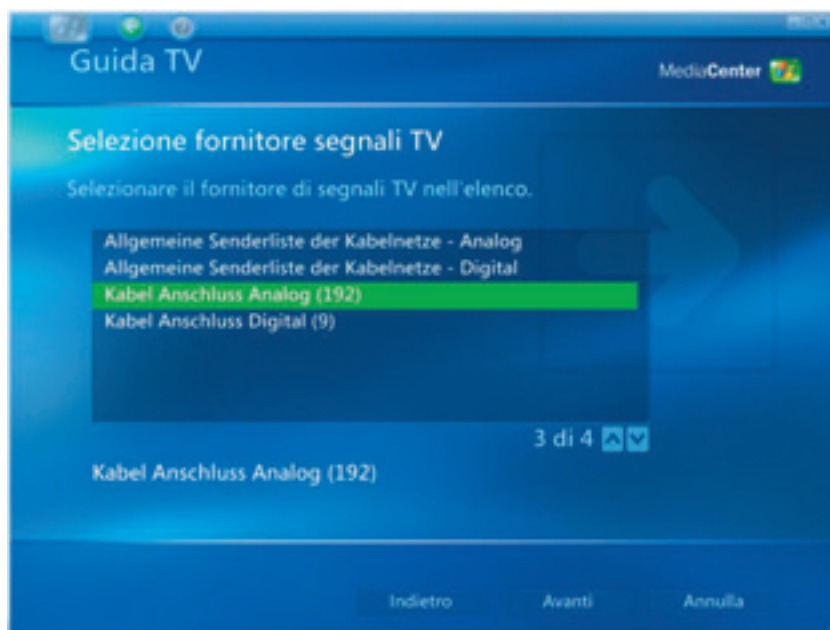 Guida TV
MediaCenter
Selezione fornitore segnali TV
Selezionare il fornitore di segnali TV nell'elenco.
Allgemeine Senderliste der Kabelnetze - Analog
Allgemeine Senderliste der Kabelnetze - Digital
Kabel Anschluss Analog (192)
Kabel Anschluss Digital (9)
3 di 4
Kabel Anschluss Analog (192)
Indietro
Avanti
Annulla